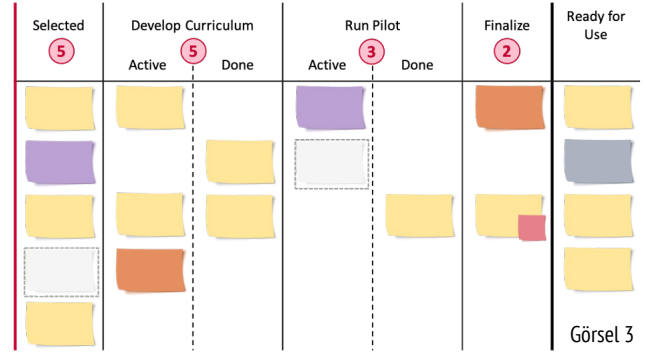 Selected
5
Develop Curriculum
5
Active
Done
Run Pilot
3
Active
Done
Finalize
2
Ready for
Use
Görsel 3